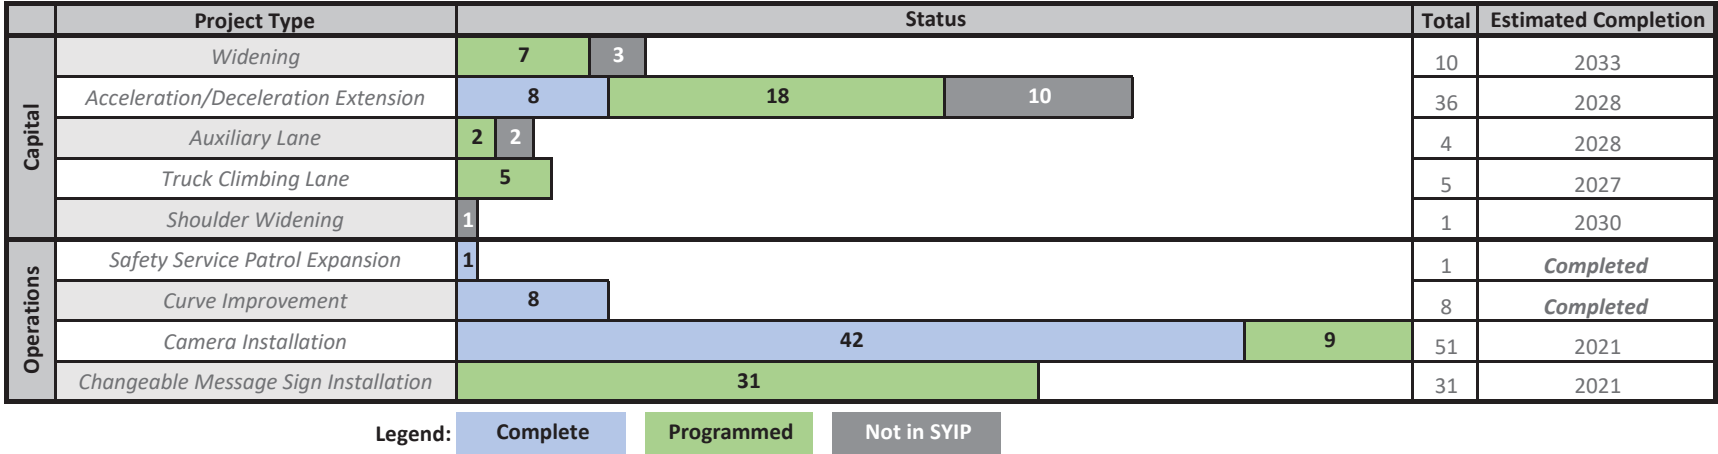 Project Type Status Total Estimated Completion
Capital
Widening 7 3 10 2033
Acceleration/Deceleration Extension 8 18 10 36 2028
Auxiliary Lane 2 2 4 2028
Truck Climbing Lane 5 5 2027
Shoulder Widening 1 1 2030
Operations
Safety Service Patrol Expansion 1 1 Completed
Curve Improvement 8 8 Completed
Camera Installation 42 9 51 2021
Changeable Message Sign Installation 31 31 2021
Legend: Complete Programmed Not in SYIP